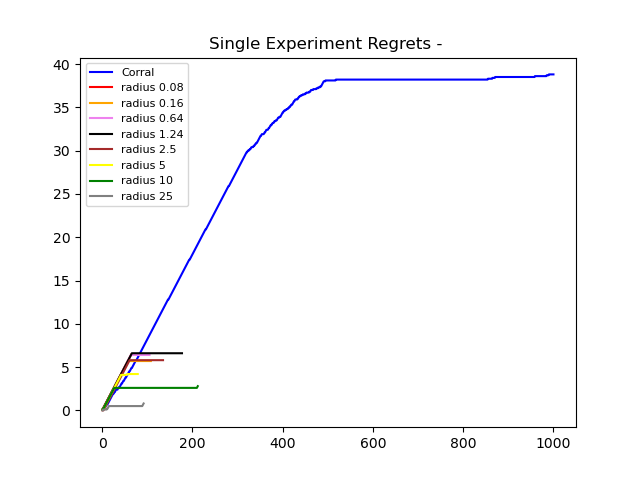 Single Experiment Regrets -
40
35
30
25
20
15
10
5
0
Corral
radius 0.08
radius 0.16
radius 0.64
radius 1.24
radius 2.5
radius 5
radius 10
radius 25
0 200 400 600 800 1000